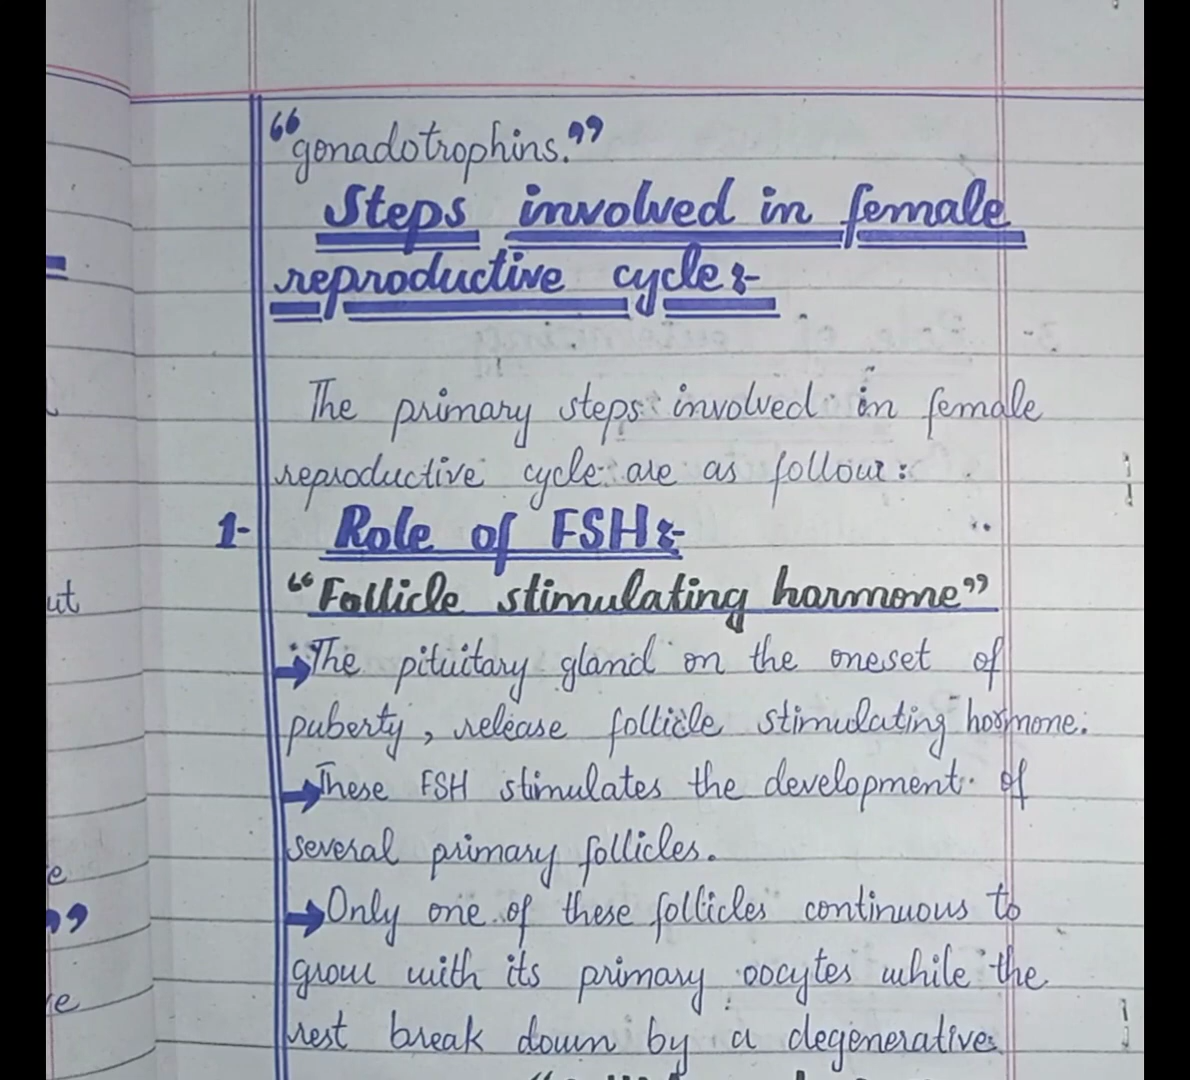 “gonadotrophins.”
Steps involved in female
reproductive cycle:-
The primary steps involved in female
reproductive cycle are as follow:
1- Role of FSH:-
“Follicle stimulating harmone”
→The pituitary gland on the oneset of
puberty, release follicle stimulating hormone.
→These FSH stimulates the development of
several primary follicles.
→Only one of these follicles continuous to
grow with its primary oocytes while the
rest break down by a degenerative